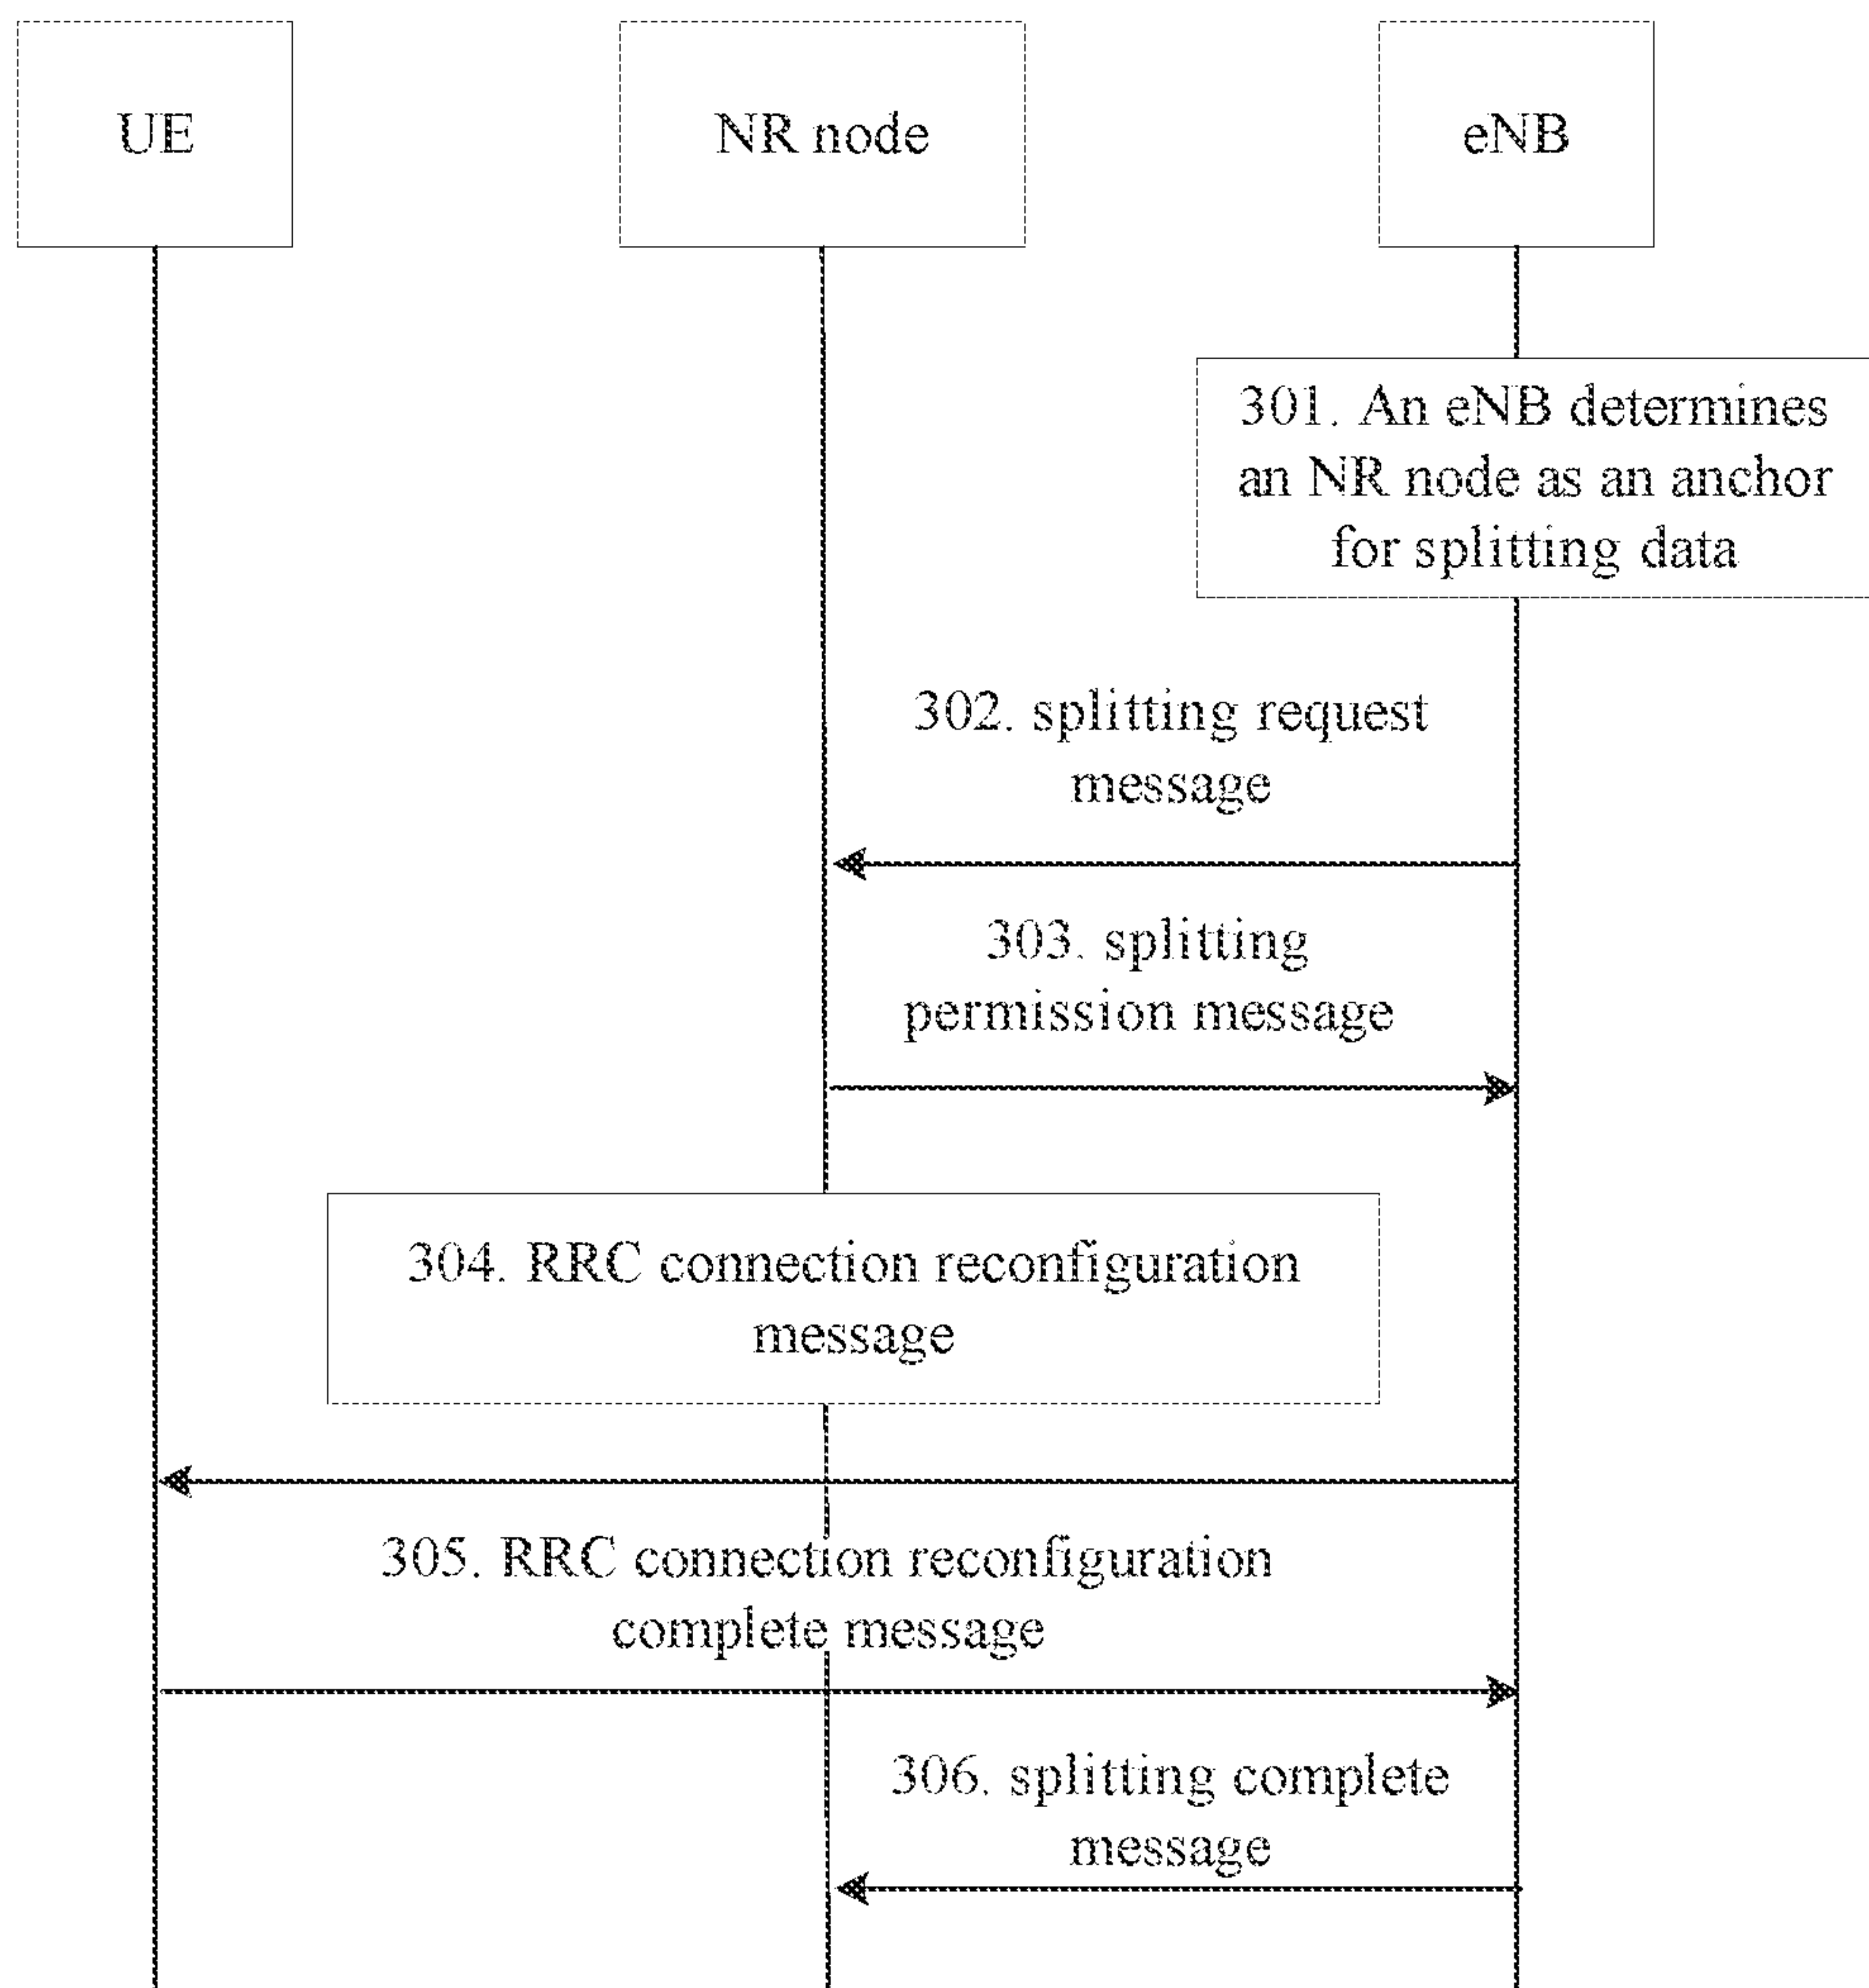 UE
NR node
eNB
301. An eNB determines
an NR node as an anchor
for splitting data
302. splitting request
message
303. splitting
permission message
304. RRC connection reconfiguration
message
305. RRC connection reconfiguration
complete message
306. splitting complete
message